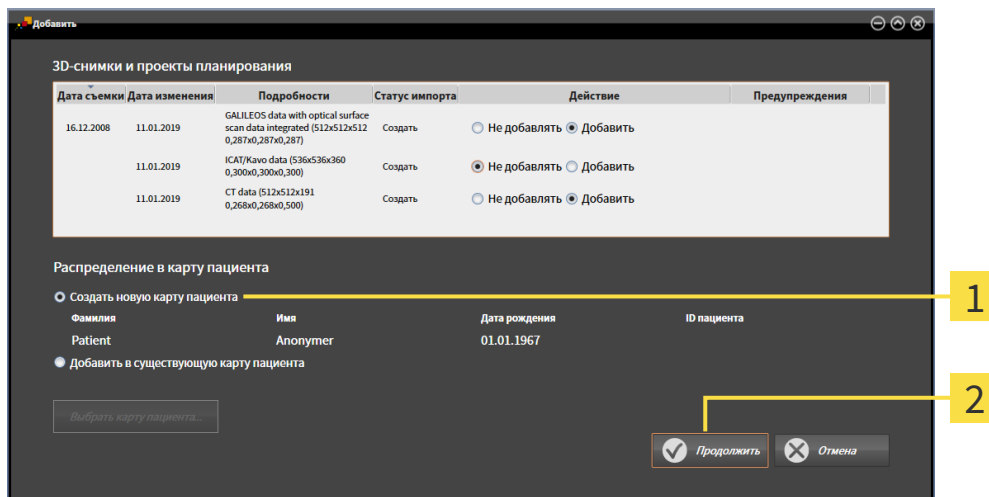 Добавить
3D-снимки и проекты планирования
Дата съемки Дата изменения Подробности Статус импорта Действие Предупреждения
GALILEOS data with optical surface
16.12.2008 11.01.2019 scan data integrated (512x512x512 Создать Не добавлять Добавить
0,287x0,287x0,287)
ICAT/Kavo data (536x536x360
11.01.2019 Создать Не добавлять Добавить
0,300x0,300x0,300)
CT data (512x512x191
11.01.2019 Создать Не добавлять Добавить
0,268x0,268x0,500)
Распределение в карту пациента
Создать новую карту пациента 1
Фамилия Имя Дата рождения ID пациента
Patient Anonymer 01.01.1967
Добавить в существующую карту пациента
2
Выбрать карту пациента...
Продолжить Отмена